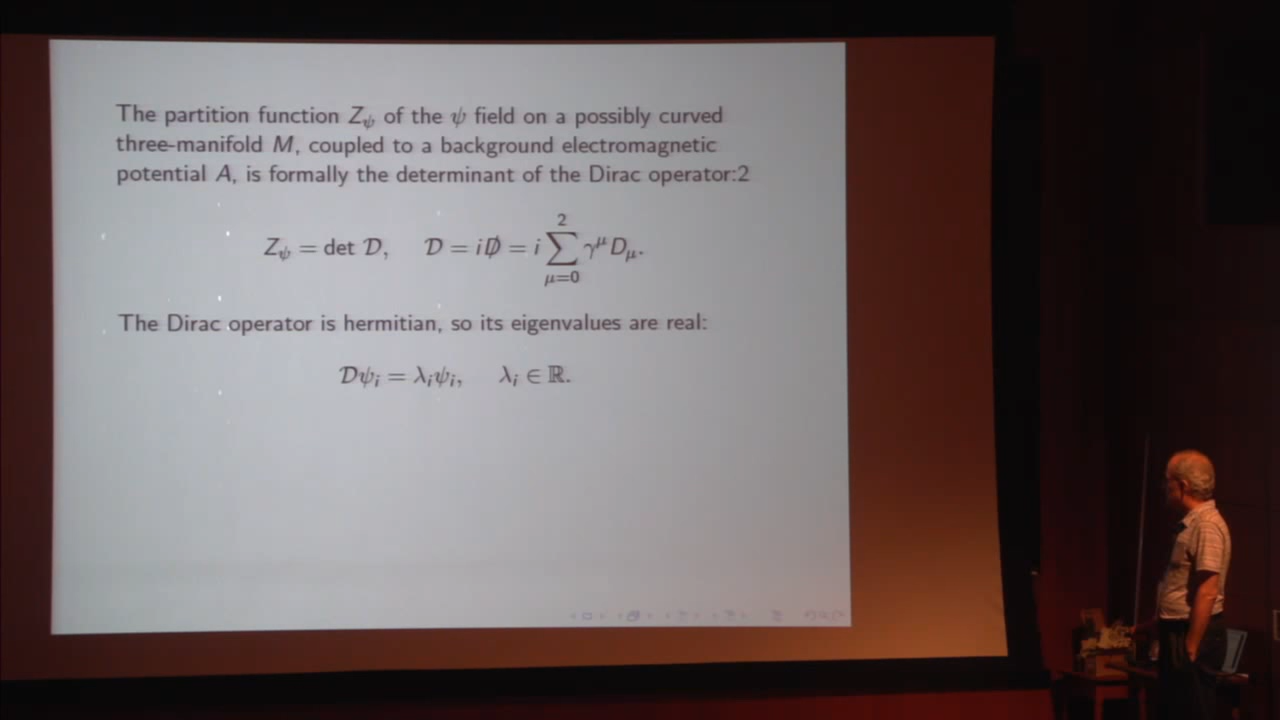 The partition function Z_ψ of the ψ field on a possibly curved
three-manifold M, coupled to a background electromagnetic
potential A, is formally the determinant of the Dirac operator:2
Z_ψ = det 𝒟, 𝒟 = iD̸ = i ∑_{μ=0}^{2} γ^μ D_μ.
The Dirac operator is hermitian, so its eigenvalues are real:
𝒟ψ_i = λ_iψ_i, λ_i ∈ ℝ.